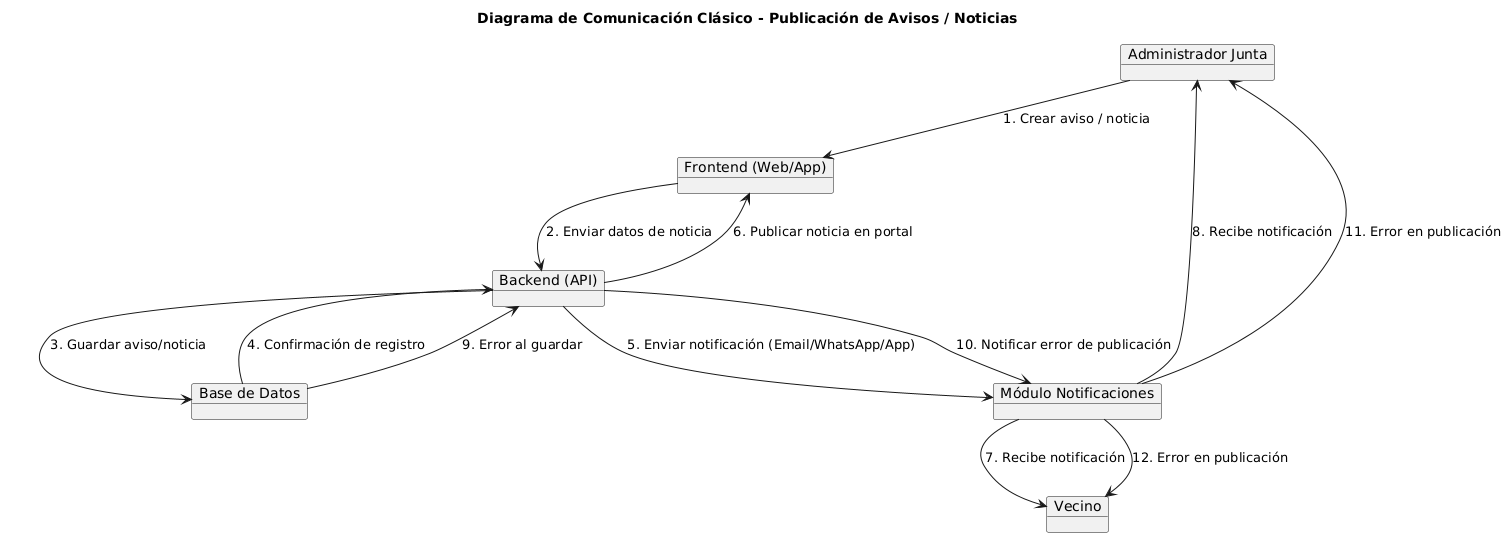 Diagrama de Comunicación Clásico - Publicación de Avisos / Noticias
Administrador Junta
1. Crear aviso / noticia
Frontend (Web/App)
2. Enviar datos de noticia
6. Publicar noticia en portal
8. Recibe notificación
11. Error en publicación
Backend (API)
3. Guardar aviso/noticia
4. Confirmación de registro
9. Error al guardar
5. Enviar notificación (Email/WhatsApp/App)
10. Notificar error de publicación
Base de Datos
Módulo Notificaciones
7. Recibe notificación
12. Error en publicación
Vecino